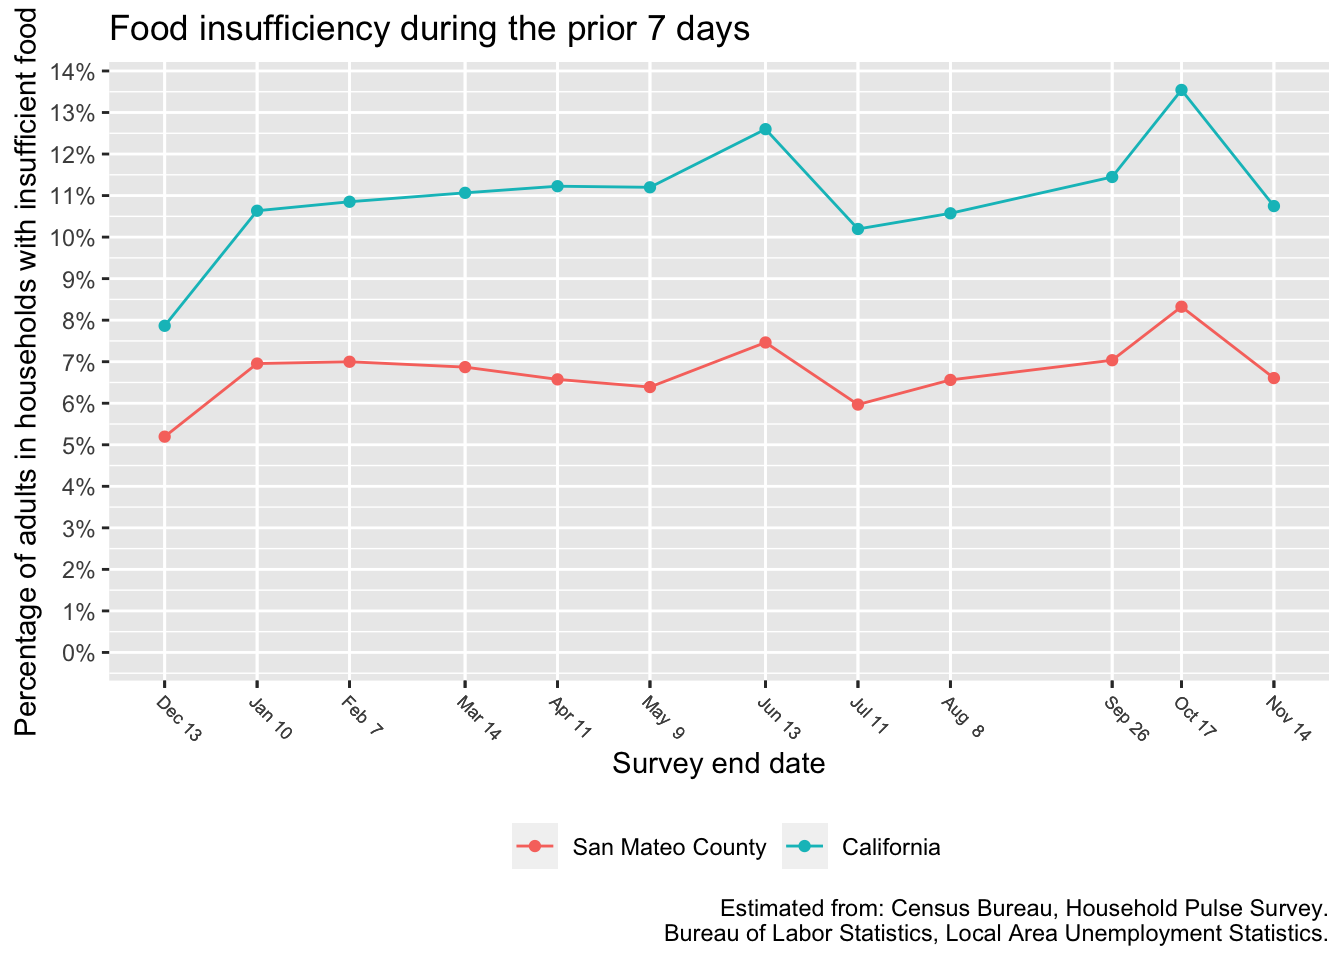 Food insufficiency during the prior 7 days
Percentage of adults in households with insufficient food
14%
13%
12%
11%
10%
9%
8%
7%
6%
5%
4%
3%
2%
1%
0%
Dec 13
Jan 10
Feb 7
Mar 14
Apr 11
May 9
Jun 13
Jul 11
Aug 8
Sep 26
Oct 17
Nov 14
Survey end date
San Mateo County
California
Estimated from: Census Bureau, Household Pulse Survey.
Bureau of Labor Statistics, Local Area Unemployment Statistics.